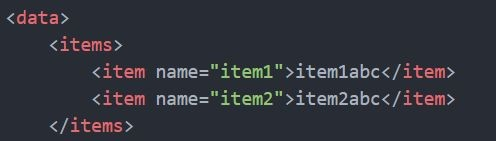 <data>
    <items>
        <item name="item1">item1abc</item>
        <item name="item2">item2abc</item>
    </items>